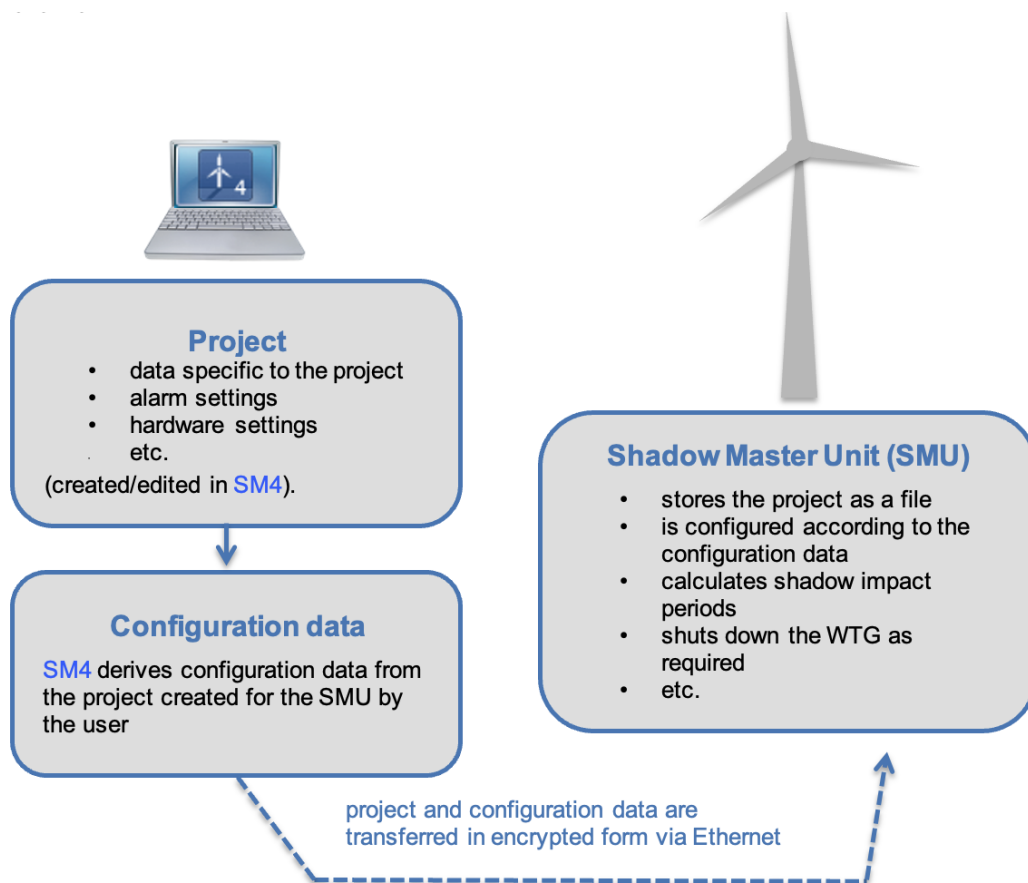 4
Project
• data specific to the project
• alarm settings
• hardware settings
. etc.
(created/edited in SM4).
Configuration data
SM4 derives configuration data from
the project created for the SMU by
the user
Shadow Master Unit (SMU)
• stores the project as a file
• is configured according to the
configuration data
• calculates shadow impact
periods
• shuts down the WTG as
required
• etc.
project and configuration data are
transferred in encrypted form via Ethernet